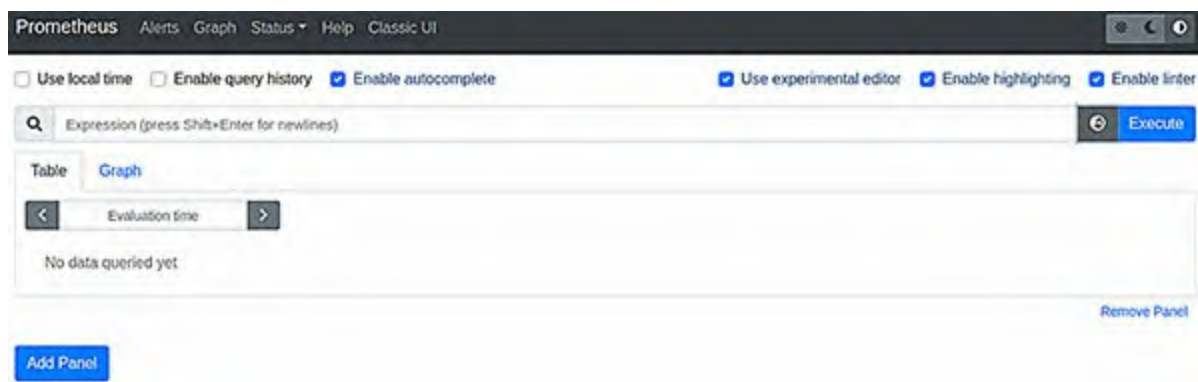 Prometheus Alerts Graph Status Help Classic UI
Use local time Enable query history Enable autocomplete Use experimental editor Enable highlighting Enable linter
Expression (press Shift+Enter for newlines) Execute
Table Graph
Evaluation time
No data queried yet
Remove Panel
Add Panel